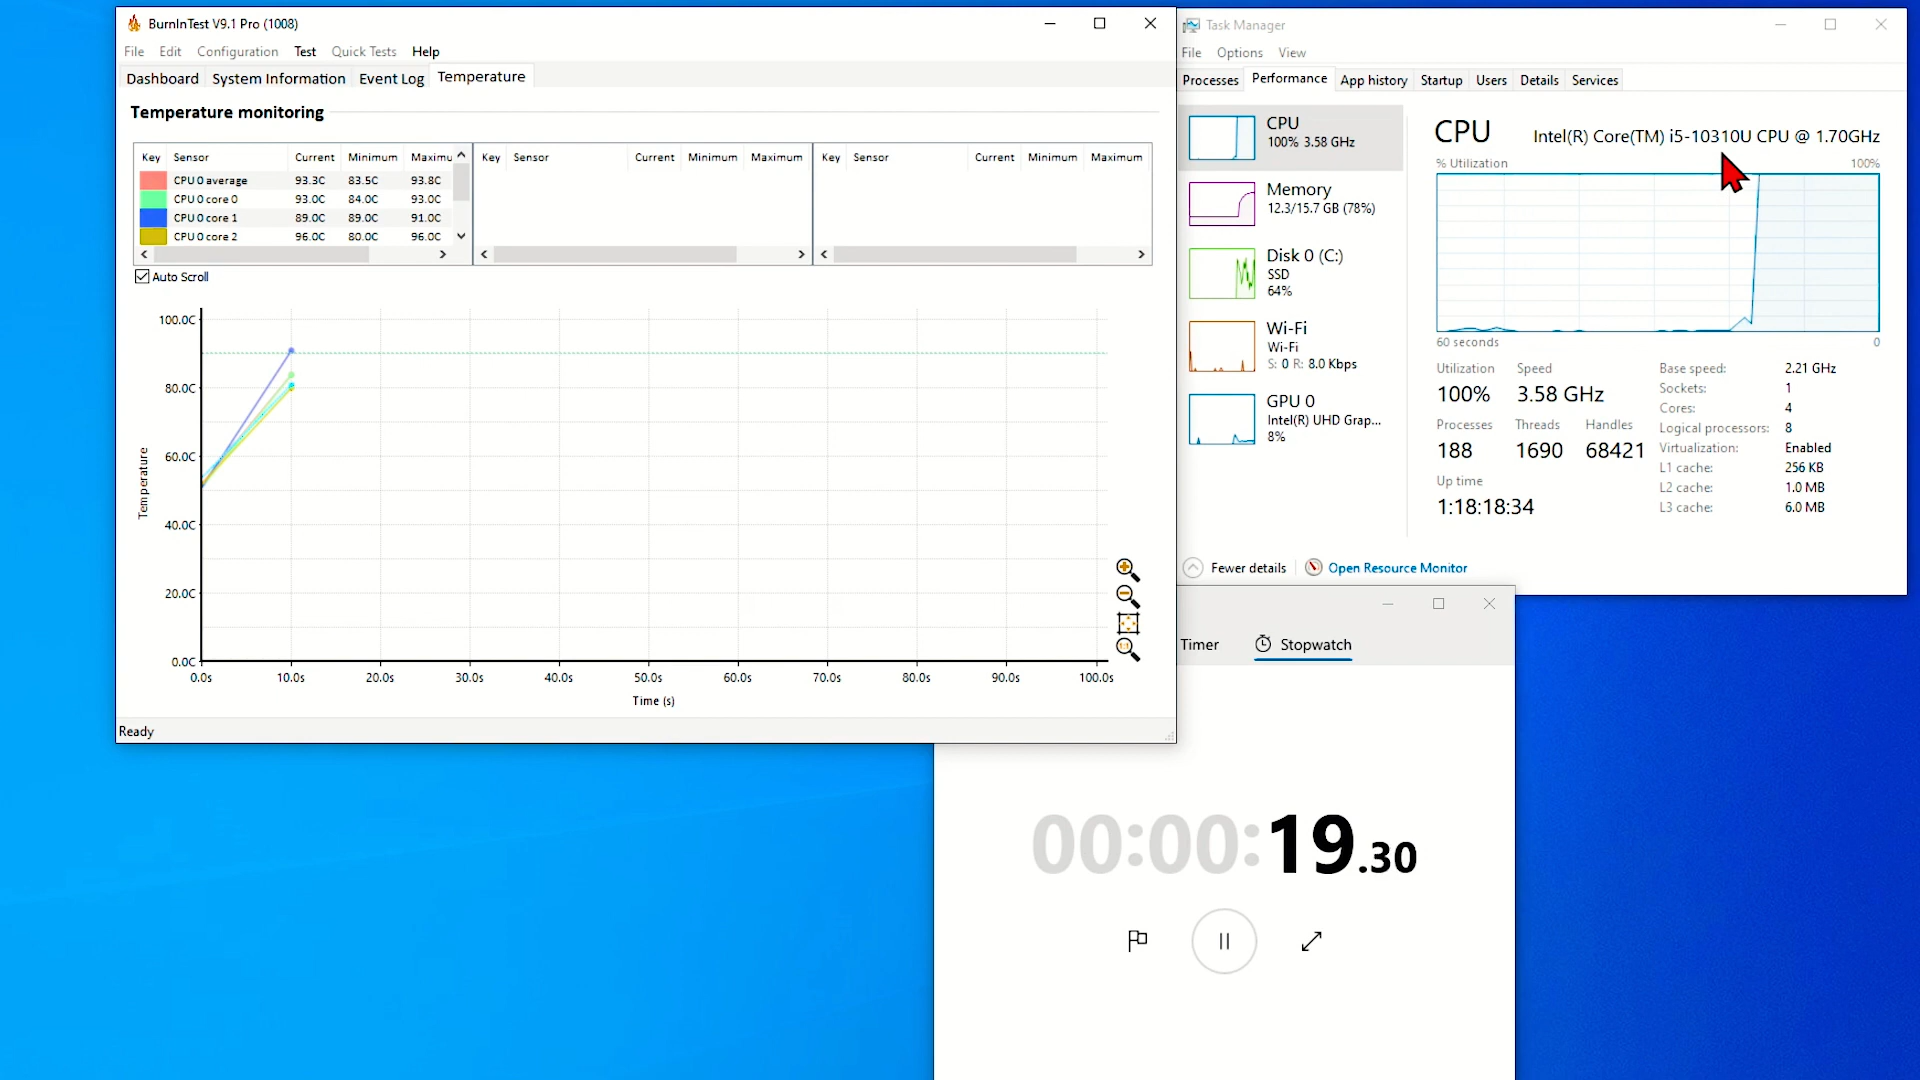 BurnInTest V9.1 Pro (1008)
File Edit Configuration Test Quick Tests Help
Dashboard System Information Event Log Temperature
Temperature monitoring
Key Sensor Current Minimum Maximu
CPU 0 average 93.3C 83.5C 93.8C
CPU 0 core 0 93.0C 84.0C 93.0C
CPU 0 core 1 89.0C 89.0C 91.0C
CPU 0 core 2 96.0C 80.0C 96.0C
Key Sensor Current Minimum Maximum
Key Sensor Current Minimum Maximum
Auto Scroll
100.0C
80.0C
60.0C
40.0C
20.0C
0.0C
Temperature
0.0s 10.0s 20.0s 30.0s 40.0s 50.0s 60.0s 70.0s 80.0s 90.0s 100.0s
Time (s)
Ready
Task Manager
File Options View
Processes Performance App history Startup Users Details Services
CPU
100% 3.58 GHz
Memory
12.3/15.7 GB (78%)
Disk 0 (C:)
SSD
64%
Wi-Fi
Wi-Fi
S: 0 R: 8.0 Kbps
GPU 0
Intel(R) UHD Grap...
8%
CPU Intel(R) Core(TM) i5-10310U CPU @ 1.70GHz
% Utilization 100%
60 seconds 0
Utilization Speed
100% 3.58 GHz
Processes Threads Handles
188 1690 68421
Up time
1:18:18:34
Base speed: 2.21 GHz
Sockets: 1
Cores: 4
Logical processors: 8
Virtualization: Enabled
L1 cache: 256 KB
L2 cache: 1.0 MB
L3 cache: 6.0 MB
Fewer details Open Resource Monitor
Timer Stopwatch
00:00:19.30